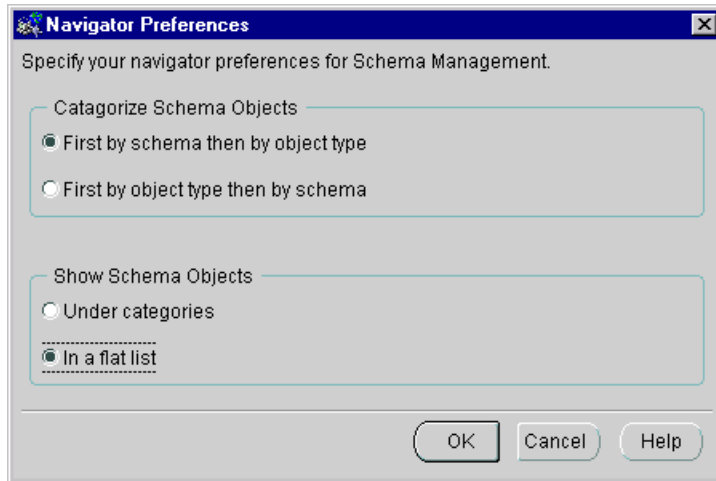 Navigator Preferences
Specify your navigator preferences for Schema Management.
Catagorize Schema Objects
First by schema then by object type
First by object type then by schema
Show Schema Objects
Under categories
In a flat list
OK Cancel Help